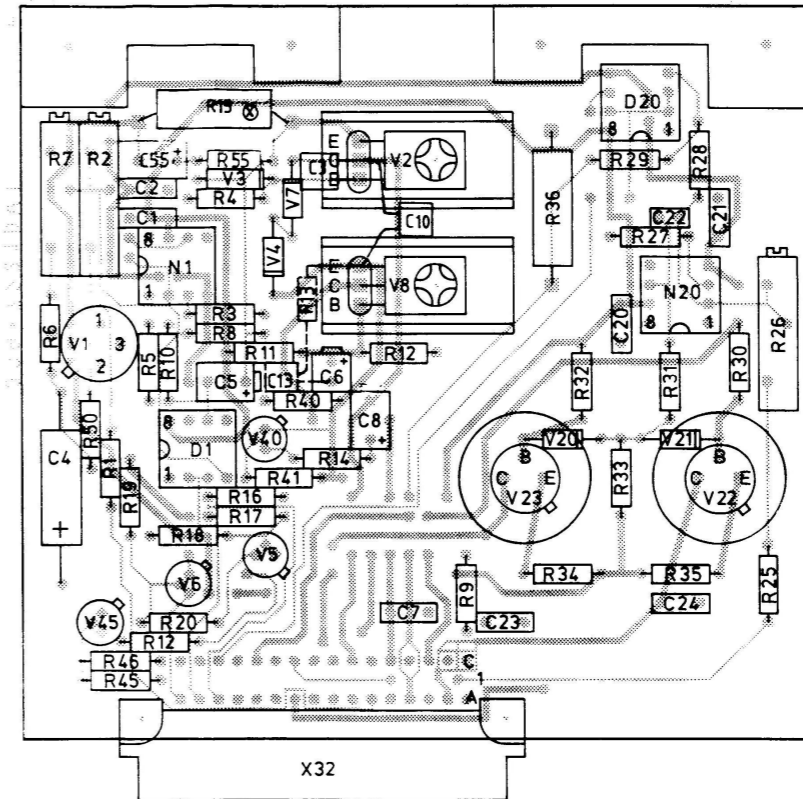 R19
D20
8 1
R7
R2
C55
+
R55
V2
E
C
B
R29
R28
V3
C2
R4
V7
C10
R36
C22
C21
C1
R27
8
N1
V4
E
C
B
V8
1
N20
R3
C20
8 1
R26
R6
R8
1
V1 3
2
R5
R10
R11
R12
R32
R31
R30
C5
+
C13
C6
+
R40
R50
8
D1
1
V40
C8
+
V20
V21
C4
+
R1
R19
R14
B
C E
V23
B
C E
V22
R33
R41
R16
R17
R18
V5
V6
R34
R35
R25
R9
C7
C24
C23
V45
R20
R12
R46
R45
C
1
A
X32